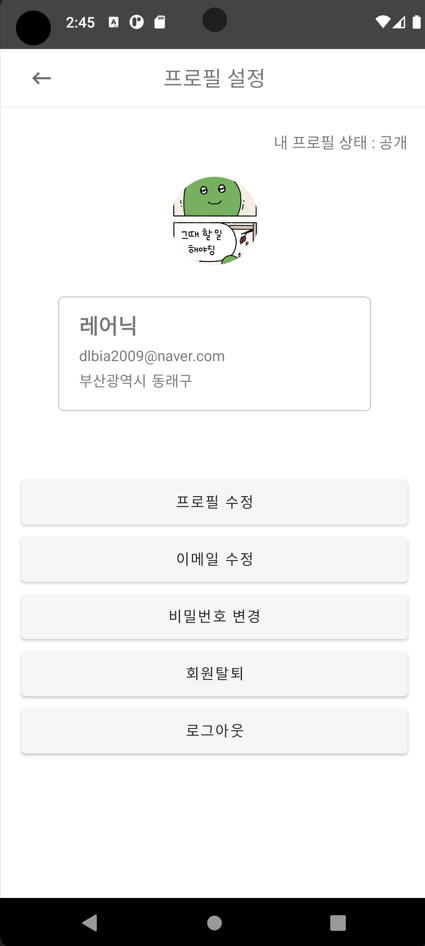 2:45
프로필 설정
내 프로필 상태 : 공개
그때 할 일
해야징
레어닉
dlbia2009@naver.com
부산광역시 동래구
프로필 수정
이메일 수정
비밀번호 변경
회원탈퇴
로그아웃